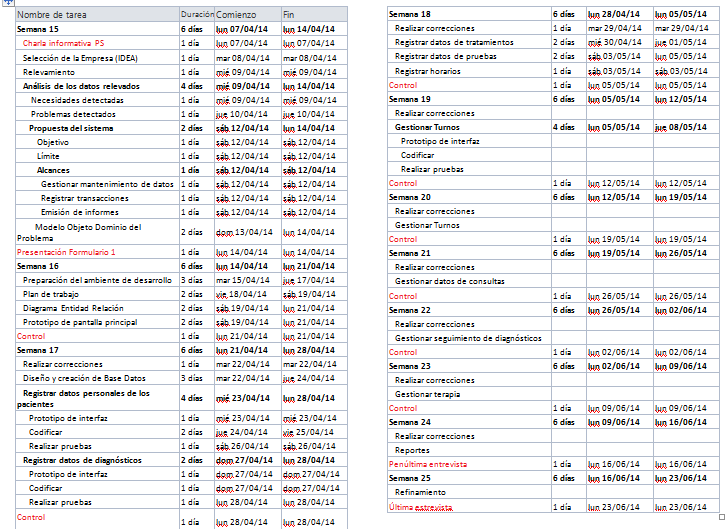 Nombre de tarea Duración Comienzo Fin
Semana 15 6 días lun 07/04/14 lun 14/04/14
Charla informativa PS 1 día lun 07/04/14 lun 07/04/14
Selección de la Empresa (IDEA) 1 día mar 08/04/14 mar 08/04/14
Relevamiento 1 día mié 09/04/14 mié 09/04/14
Análisis de los datos relevados 4 días mié 09/04/14 lun 14/04/14
Necesidades detectadas 1 día mié 09/04/14 mié 09/04/14
Problemas detectados 1 día jue 10/04/14 jue 10/04/14
Propuesta del sistema 2 días sáb 12/04/14 lun 14/04/14
Objetivo 1 día sáb 12/04/14 sáb 12/04/14
Límite 1 día sáb 12/04/14 sáb 12/04/14
Alcances 1 día sáb 12/04/14 sáb 12/04/14
Gestionar mantenimiento de datos 1 día sáb 12/04/14 sáb 12/04/14
Registrar transacciones 1 día sáb 12/04/14 sáb 12/04/14
Emisión de informes 1 día sáb 12/04/14 sáb 12/04/14
Modelo Objeto Dominio del
Problema 2 días dom 13/04/14 lun 14/04/14
Presentación Formulario 1 1 día lun 14/04/14 lun 14/04/14
Semana 16 6 días lun 14/04/14 lun 21/04/14
Preparación del ambiente de desarrollo 3 días mar 15/04/14 jue 17/04/14
Plan de trabajo 2 días vie 18/04/14 sáb 19/04/14
Diagrama Entidad Relación 2 días sáb 19/04/14 lun 21/04/14
Prototipo de pantalla principal 2 días sáb 19/04/14 lun 21/04/14
Control 1 día lun 21/04/14 lun 21/04/14
Semana 17 6 días lun 21/04/14 lun 28/04/14
Realizar correcciones 1 día mar 22/04/14 mar 22/04/14
Diseño y creación de Base Datos 3 días mar 22/04/14 jue 24/04/14
Registrar datos personales de los
pacientes 4 días mié 23/04/14 lun 28/04/14
Prototipo de interfaz 1 día mié 23/04/14 mié 23/04/14
Codificar 2 días jue 24/04/14 vie 25/04/14
Realizar pruebas 1 día sáb 26/04/14 sáb 26/04/14
Registrar datos de diagnósticos 2 días dom 27/04/14 lun 28/04/14
Prototipo de interfaz 1 día dom 27/04/14 dom 27/04/14
Codificar 1 día dom 27/04/14 dom 27/04/14
Realizar pruebas 1 día lun 28/04/14 lun 28/04/14
Control 1 día lun 28/04/14 lun 28/04/14
Semana 18 6 días lun 28/04/14 lun 05/05/14
Realizar correcciones 1 día mar 29/04/14 mar 29/04/14
Registrar datos de tratamientos 2 días mié 30/04/14 jue 01/05/14
Registrar datos de pruebas 2 días sáb 03/05/14 lun 05/05/14
Registrar horarios 1 día sáb 03/05/14 sáb 03/05/14
Control 1 día lun 05/05/14 lun 05/05/14
Semana 19 6 días lun 05/05/14 lun 12/05/14
Realizar correcciones
Gestionar Turnos 4 días lun 05/05/14 jue 08/05/14
Prototipo de interfaz
Codificar
Realizar pruebas
Control 1 día lun 12/05/14 lun 12/05/14
Semana 20 6 días lun 12/05/14 lun 19/05/14
Realizar correcciones
Gestionar Turnos
Control 1 día lun 19/05/14 lun 19/05/14
Semana 21 6 días lun 19/05/14 lun 26/05/14
Realizar correcciones
Gestionar datos de consultas
Control 1 día lun 26/05/14 lun 26/05/14
Semana 22 6 días lun 26/05/14 lun 02/06/14
Realizar correcciones
Gestionar seguimiento de diagnósticos
Control 1 día lun 02/06/14 lun 02/06/14
Semana 23 6 días lun 02/06/14 lun 09/06/14
Realizar correcciones
Gestionar terapia
Control 1 día lun 09/06/14 lun 09/06/14
Semana 24 6 días lun 09/06/14 lun 16/06/14
Realizar correcciones
Reportes
Penúltima entrevista 1 día lun 16/06/14 lun 16/06/14
Semana 25 6 días lun 16/06/14 lun 23/06/14
Refinamiento
Última estrevista 1 día lun 23/06/14 lun 23/06/14